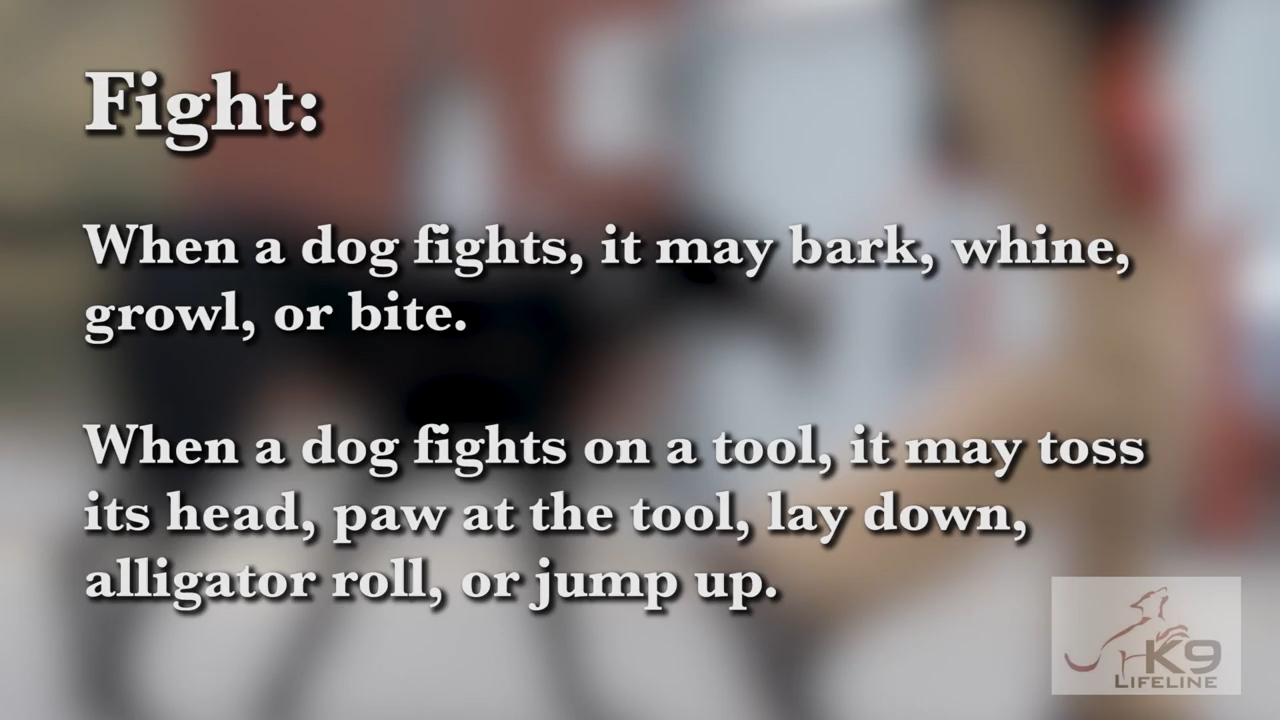 Fight:
When a dog fights, it may bark, whine,
growl, or bite.
When a dog fights on a tool, it may toss
its head, paw at the tool, lay down,
alligator roll, or jump up.
K9
LIFELINE